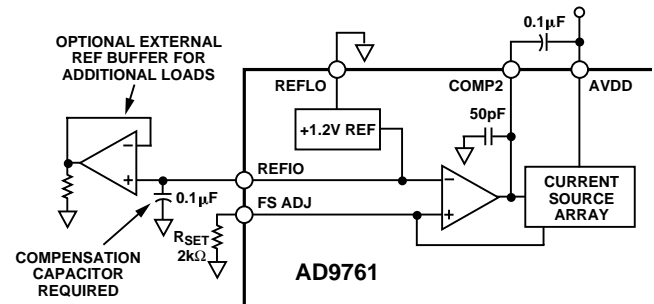 OPTIONAL EXTERNAL
REF BUFFER FOR
ADDITIONAL LOADS
0.1µF
REFLO
COMP2
AVDD
+1.2V REF
50pF
–
+
REFIO
0.1µF
FS ADJ
–
+
CURRENT
SOURCE
ARRAY
RSET
2kΩ
COMPENSATION
CAPACITOR
REQUIRED
AD9761